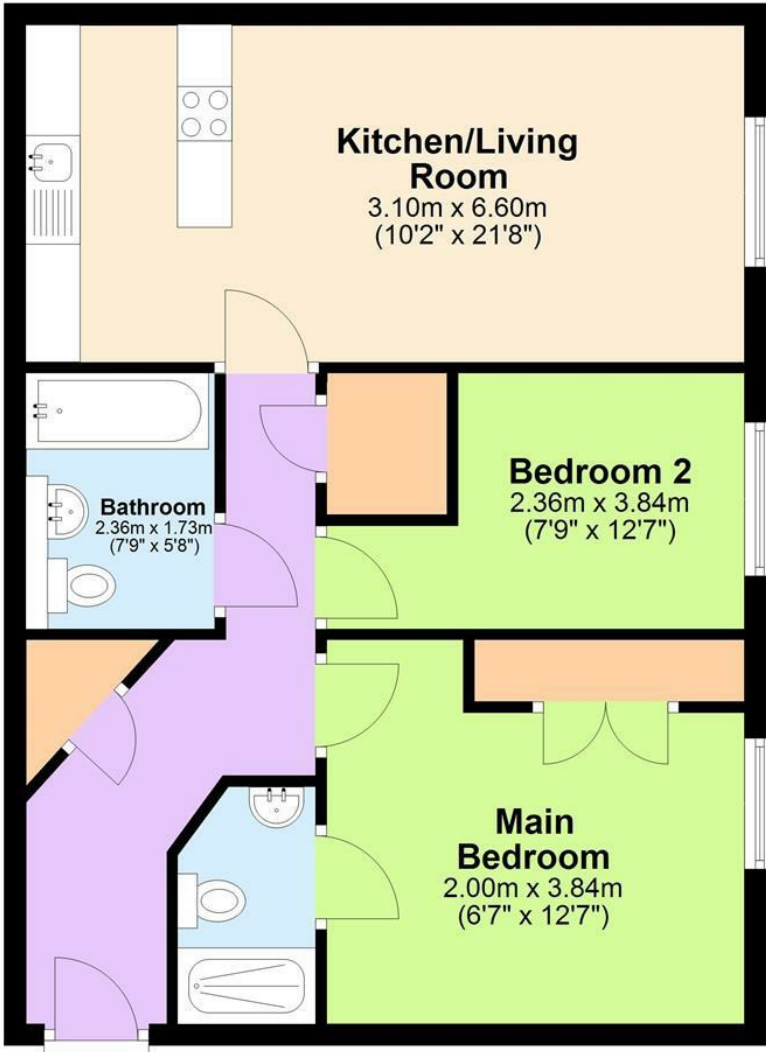 Kitchen/Living
Room
3.10m x 6.60m
(10'2" x 21'8")
Bedroom 2
2.36m x 3.84m
(7'9" x 12'7")
Bathroom
2.36m x 1.73m
(7'9" x 5'8")
Main
Bedroom
2.00m x 3.84m
(6'7" x 12'7")